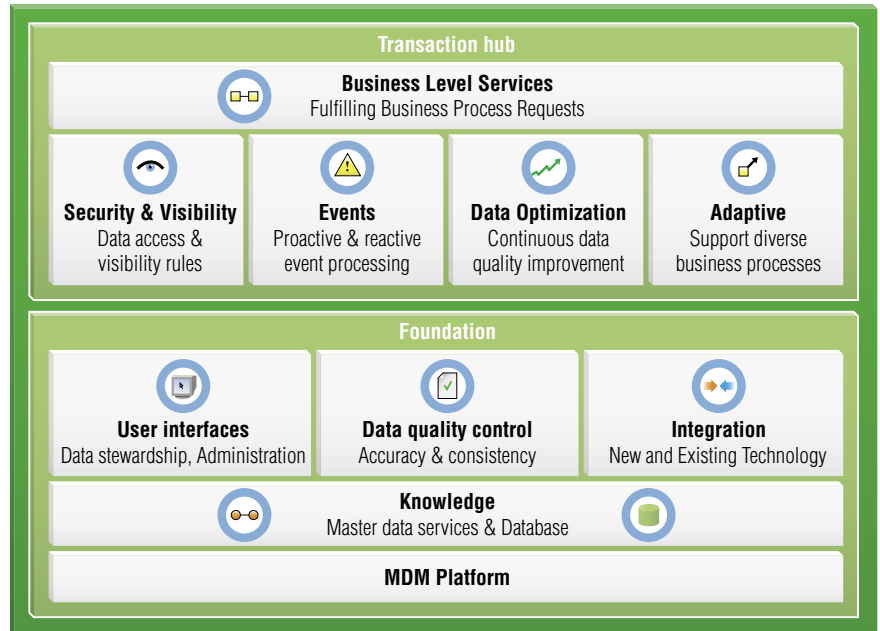 Transaction hub
Business Level Services
Fulfilling Business Process Requests
Security & Visibility
Data access &
visibility rules
Events
Proactive & reactive
event processing
Data Optimization
Continuous data
quality improvement
Adaptive
Support diverse
business processes
Foundation
User interfaces
Data stewardship, Administration
Data quality control
Accuracy & consistency
Integration
New and Existing Technology
Knowledge
Master data services & Database
MDM Platform